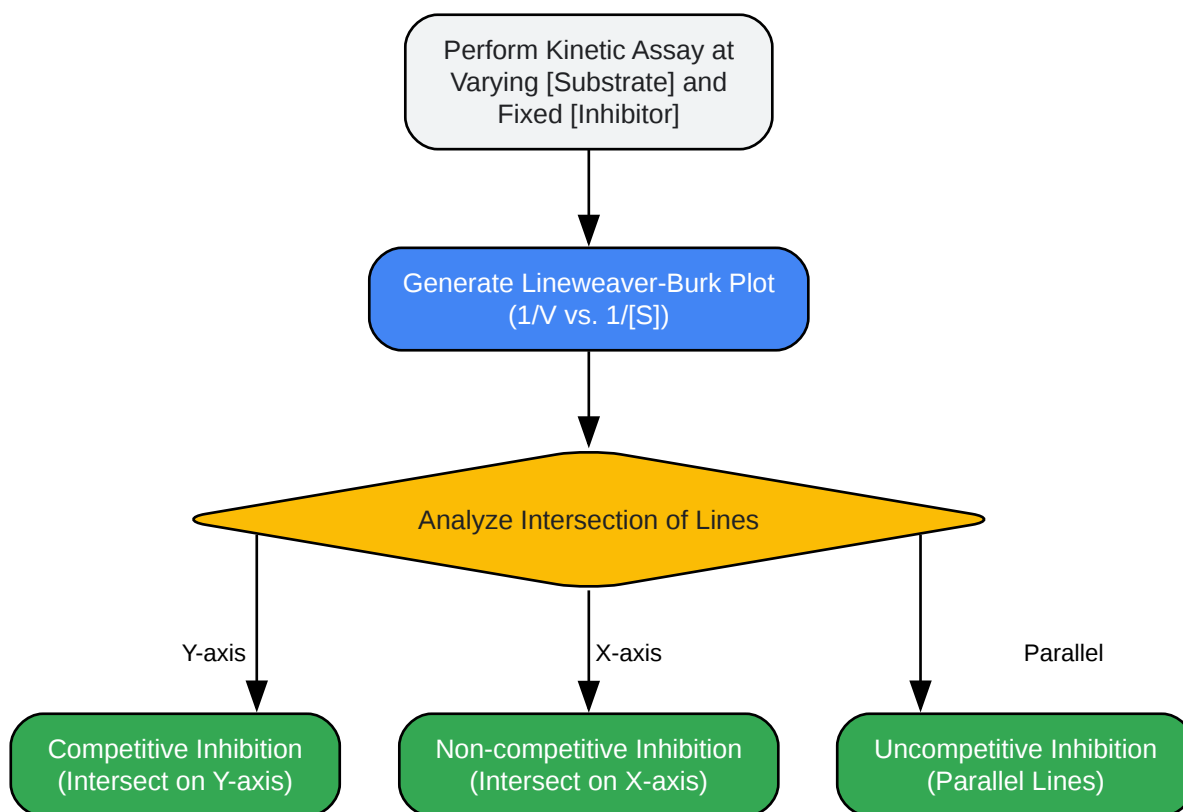 Perform Kinetic Assay at
Varying [Substrate] and
Fixed [Inhibitor]
Generate Lineweaver-Burk Plot
(1/V vs. 1/[S])
Analyze Intersection of Lines
Y-axis
X-axis
Parallel
Competitive Inhibition
(Intersect on Y-axis)
Non-competitive Inhibition
(Intersect on X-axis)
Uncompetitive Inhibition
(Parallel Lines)